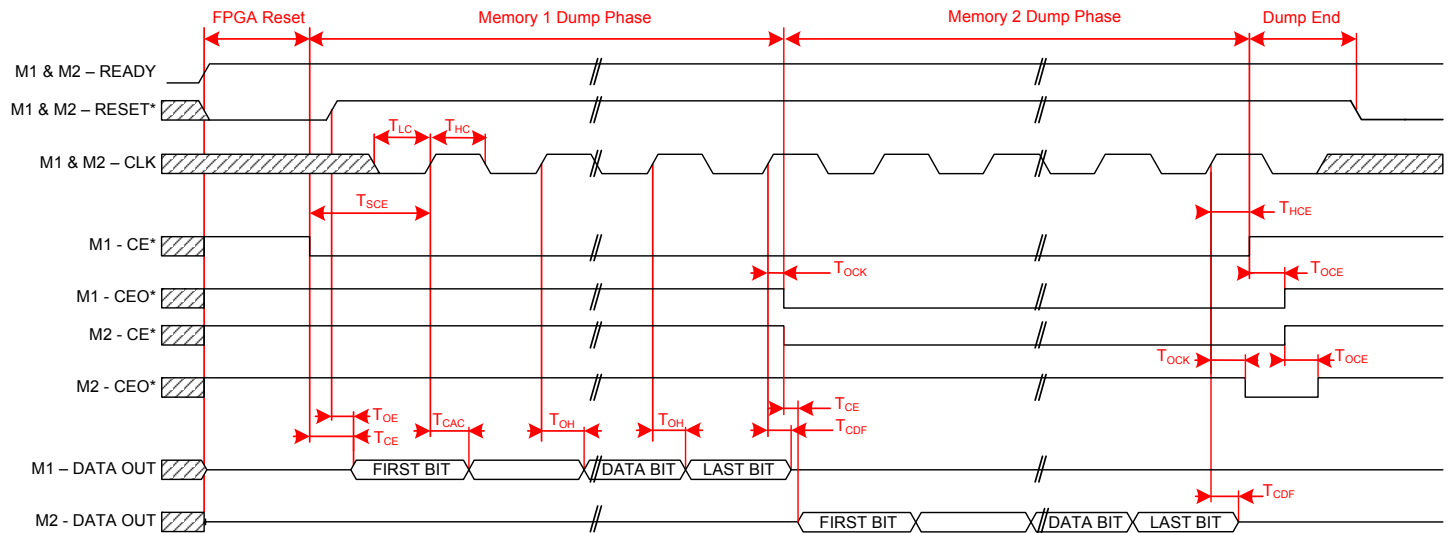 FPGA Reset Memory 1 Dump Phase Memory 2 Dump Phase Dump End
M1 & M2 – READY
M1 & M2 – RESET*
TLC THC
M1 & M2 – CLK
TSCE THCE
M1 - CE*
TOCK TOCE
M1 - CEO*
M2 - CE*
TOCK TOCE
M2 - CEO*
TOE TCAC TOH TOH TCE
TCE TCDF
M1 – DATA OUT FIRST BIT DATA BIT LAST BIT
TCDF
M2 - DATA OUT FIRST BIT DATA BIT LAST BIT